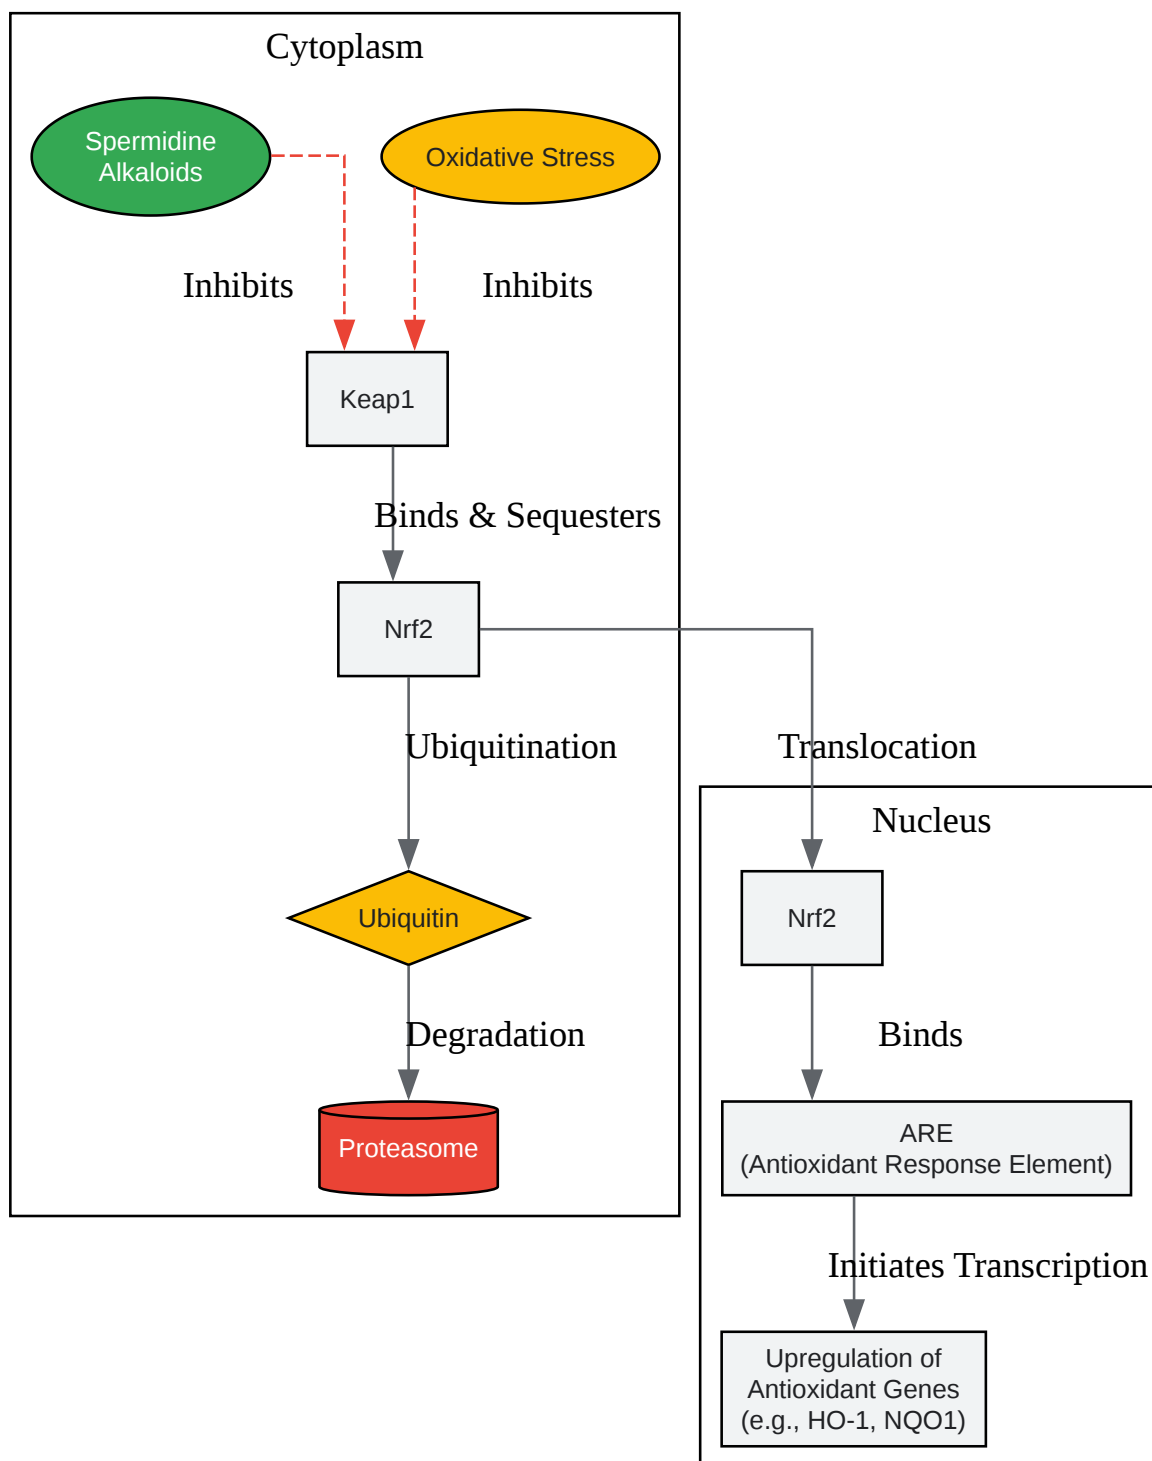 Cytoplasm
Spermidine
Alkaloids
Oxidative Stress
Inhibits
Inhibits
Keap1
Binds & Sequesters
Nrf2
Ubiquitination
Translocation
Nucleus
Ubiquitin
Nrf2
Degradation
Binds
Proteasome
ARE
(Antioxidant Response Element)
Initiates Transcription
Upregulation of
Antioxidant Genes
(e.g., HO-1, NQO1)